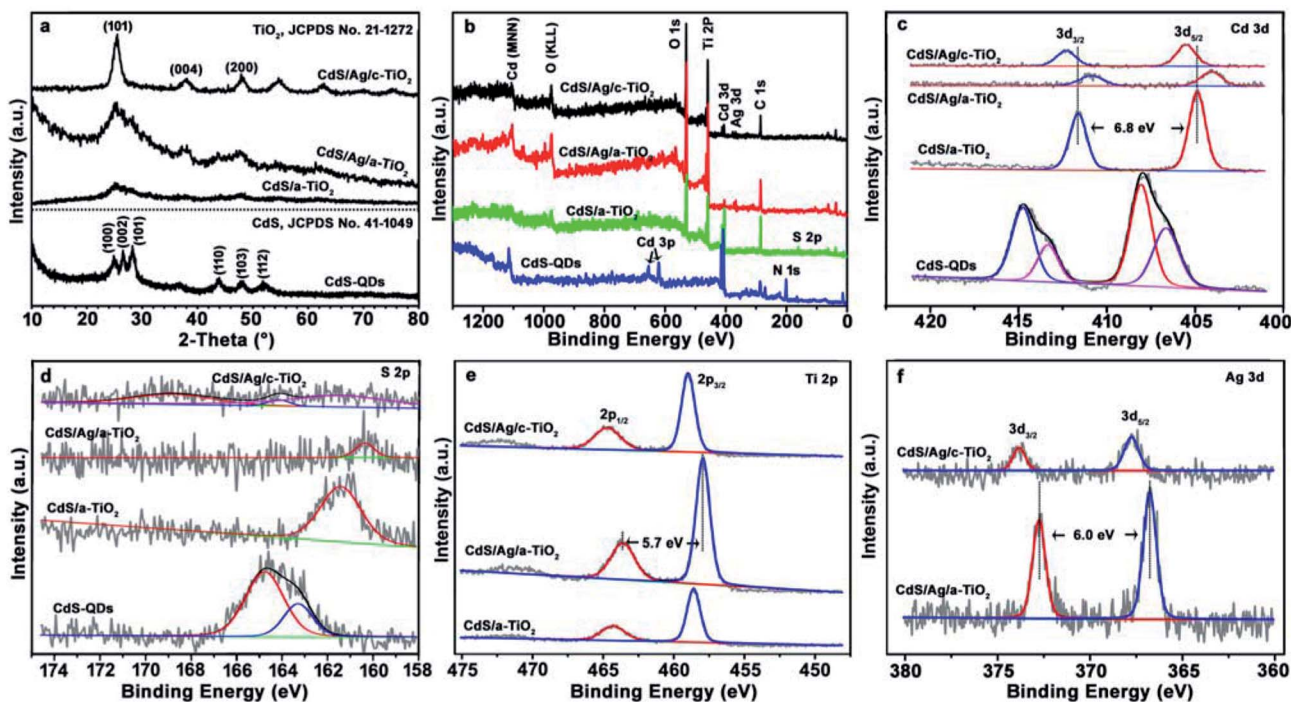 a
TiO₂, JCPDS No. 21-1272
(101)
(004)
(200)
CdS/Ag/c-TiO₂
CdS/Ag/a-TiO₂
CdS/a-TiO₂
CdS, JCPDS No. 41-1049
(100)
(002)
(101)
(110)
(103)
(112)
CdS-QDs
10 20 30 40 50 60 70 80
2-Theta (°)
Intensity (a.u.)
b
Cd (MNN)
O (KLL)
O 1s
Ti 2P
Cd 3d
Ag 3d
C 1s
CdS/Ag/c-TiO₂
CdS/Ag/a-TiO₂
CdS/a-TiO₂
S 2p
Cd 3p
N 1s
CdS-QDs
1200 1000 800 600 400 200 0
Binding Energy (eV)
Intensity (a.u.)
c
Cd 3d
3d₃/₂
3d₅/₂
CdS/Ag/c-TiO₂
CdS/Ag/a-TiO₂
6.8 eV
CdS/a-TiO₂
CdS-QDs
420 415 410 405 400
Binding Energy (eV)
Intensity (a.u.)
d
S 2p
CdS/Ag/c-TiO₂
CdS/Ag/a-TiO₂
CdS/a-TiO₂
CdS-QDs
174 172 170 168 166 164 162 160 158
Binding Energy (eV)
Intensity (a.u.)
e
Ti 2p
2p₃/₂
2p₁/₂
CdS/Ag/c-TiO₂
5.7 eV
CdS/Ag/a-TiO₂
CdS/a-TiO₂
475 470 465 460 455 450
Binding Energy (eV)
Intensity (a.u.)
f
Ag 3d
3d₃/₂
3d₅/₂
CdS/Ag/c-TiO₂
6.0 eV
CdS/Ag/a-TiO₂
380 375 370 365 360
Binding Energy (eV)
Intensity (a.u.)